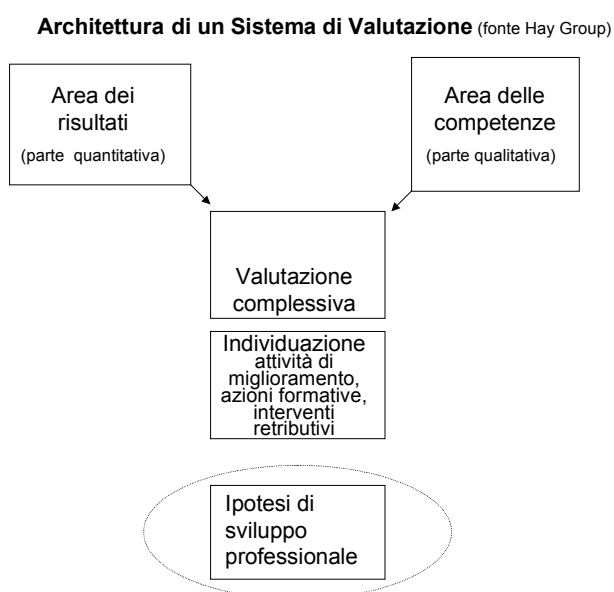 Architettura di un Sistema di Valutazione (fonte Hay Group)
Area dei
risultati
(parte quantitativa)
Area delle
competenze
(parte qualitativa)
Valutazione
complessiva
Individuazione
attività di
miglioramento,
azioni formative,
interventi
retributivi
Ipotesi di
sviluppo
professionale